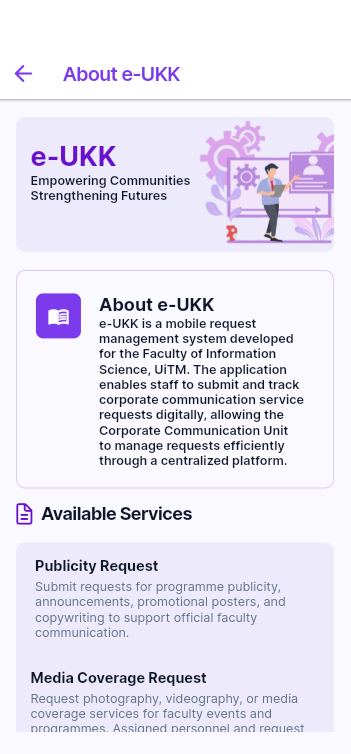 About e-UKK
e-UKK
Empowering Communities
Strengthening Futures
About e-UKK
e-UKK is a mobile request
management system developed
for the Faculty of Information
Science, UiTM. The application
enables staff to submit and track
corporate communication service
requests digitally, allowing the
Corporate Communication Unit
to manage requests efficiently
through a centralized platform.
Available Services
Publicity Request
Submit requests for programme publicity,
announcements, promotional posters, and
copywriting to support official faculty
communication.
Media Coverage Request
Request photography, videography, or media
coverage services for faculty events and
programmes. Assigned personnel and request